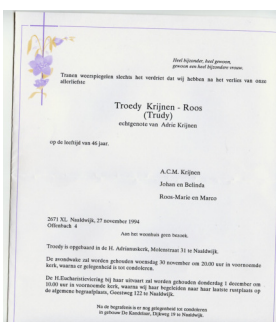 Heel bijzonder, heel gewoon,
gewoon een heel bijzondere vrouw.
Tranen weerspiegelen slechts het verdriet dat wij hebben nu het verlies van onze
allerliefste
Troedy Krijnen - Roos
(Trudy)
echtgenote van Adrie Krijnen
op de leeftijd van 46 jaar.
A.C.M. Krijnen
Johan en Belinda
Roos-Marie en Marco
2671 XL Naaldwijk, 27 november 1994
Offenbach 4
Aan het woonhuis geen bezoek.
Troedy is opgebaard in de H. Adrianuskerk, Molenstraat 31 te Naaldwijk.
De avondwake zal worden gehouden woensdag 30 november om 20.00 uur in voornoemde
kerk, waarna er gelegenheid is tot condoleren.
De H.Eucharistieviering bij haar uitvaart zal worden gehouden donderdag 1 december om
10.00 uur in voornoemde kerk, waarna wij haar begeleiden naar haar laatste rustplaats op
de algemene begraafplaats, Geestweg 122 te Naaldwijk.
Na de begrafenis is er nog gelegenheid tot condoleren
in gebouw De Kandelaar, Dijkweg 19 te Naaldwijk.